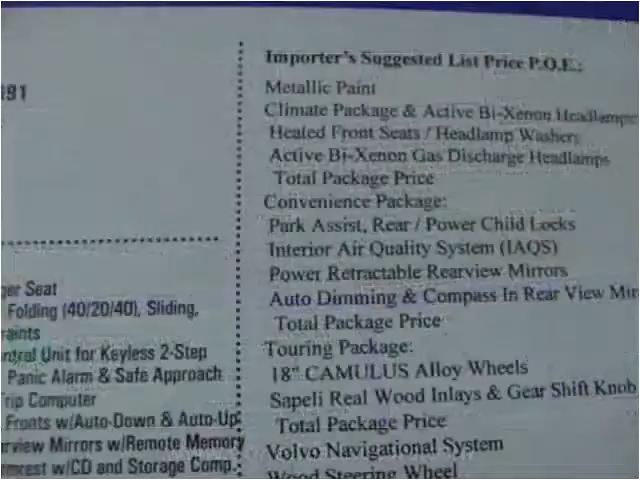 191
ger Seat
Folding (40/20/40), Sliding,
raints
ntral Unit for Keyless 2-Step
Panic Alarm & Safe Approach
Trip Computer
Fronts w/Auto-Down & Auto-Up
rview Mirrors w/Remote Memory
mrest w/CD and Storage Comp.
Importer's Suggested List Price P.O.E.:
Metallic Paint
Climate Package & Active Bi-Xenon Headlamps
Heated Front Seats / Headlamp Washers
Active Bi-Xenon Gas Discharge Headlamps
Total Package Price
Convenience Package:
Park Assist, Rear / Power Child Locks
Interior Air Quality System (IAQS)
Power Retractable Rearview Mirrors
Auto Dimming & Compass In Rear View Mir
Total Package Price
Touring Package:
18" CAMULUS Alloy Wheels
Sapeli Real Wood Inlays & Gear Shift Knob
Total Package Price
Volvo Navigational System
Wood Steering Wheel